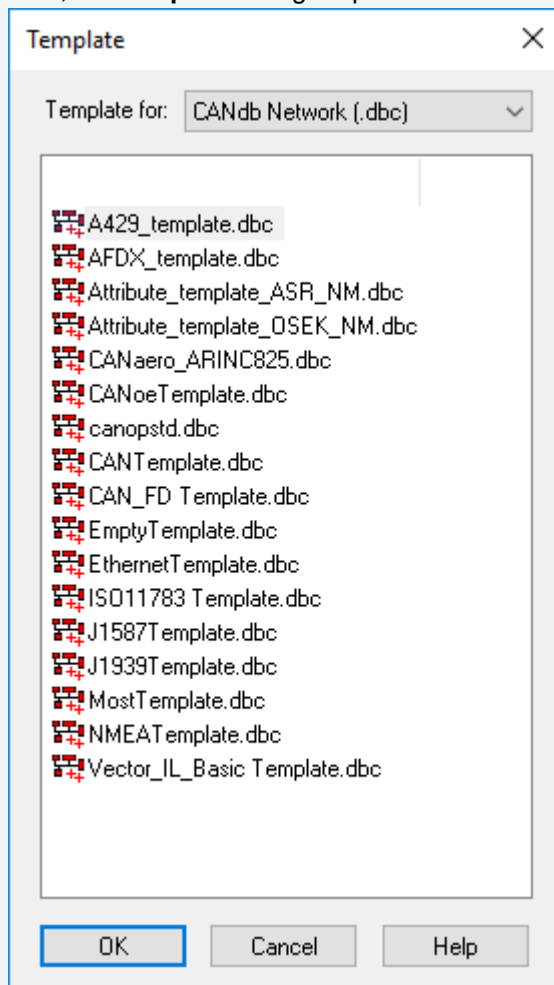 Template
Template for: CANdb Network (.dbc)
A429_template.dbc
AFDX_template.dbc
Attribute_template_ASR_NM.dbc
Attribute_template_OSEK_NM.dbc
CANaero_ARINC825.dbc
CANoeTemplate.dbc
canopstd.dbc
CANTemplate.dbc
CAN_FD Template.dbc
EmptyTemplate.dbc
EthernetTemplate.dbc
ISO11783 Template.dbc
J1587Template.dbc
J1939Template.dbc
MostTemplate.dbc
NMEATemplate.dbc
Vector_IL_Basic Template.dbc
OK Cancel Help